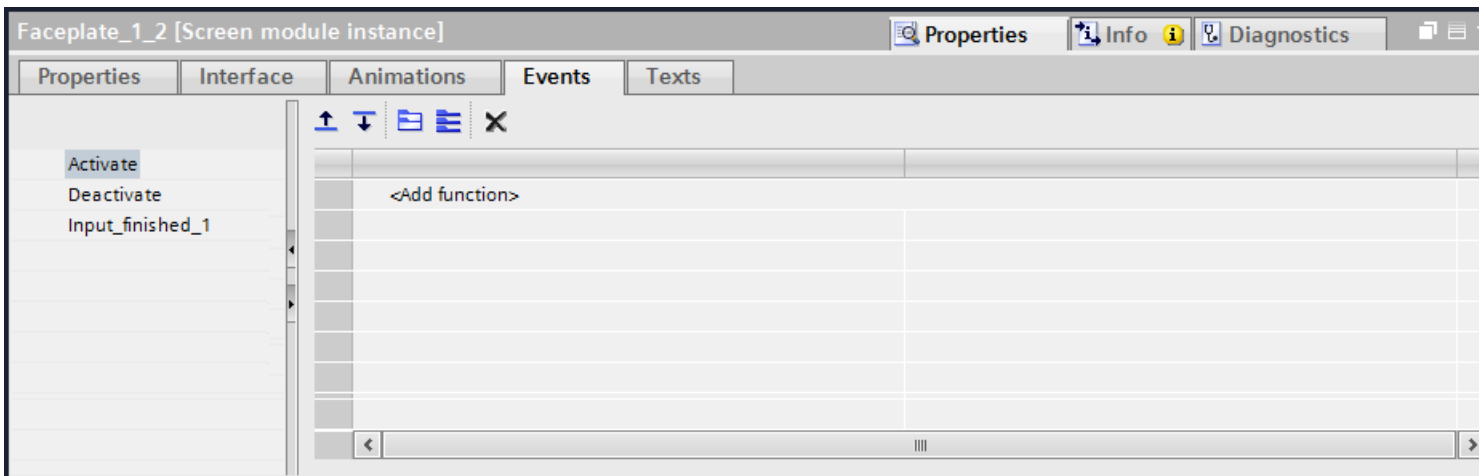 Faceplate_1_2 [Screen module instance] Properties Info Diagnostics
Properties Interface Animations Events Texts
Activate
Deactivate <Add function>
Input_finished_1